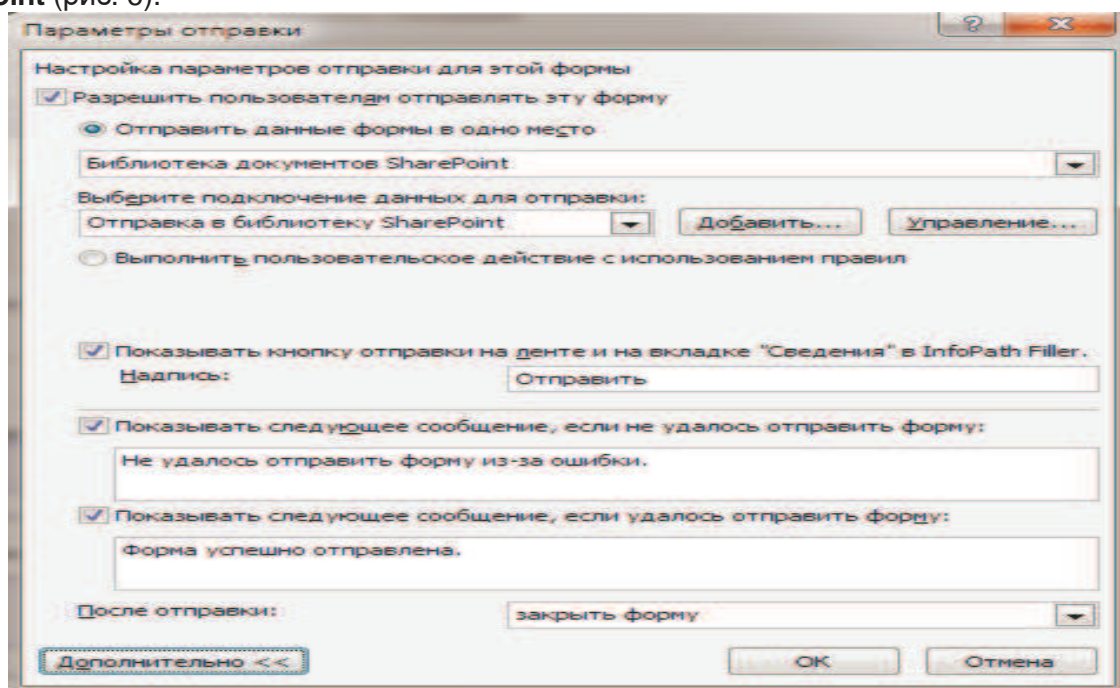 oint (рис. 6).
Параметры отправки
Настройка параметров отправки для этой формы
Разрешить пользователям отправлять эту форму
Отправить данные формы в одно место
Библиотека документов SharePoint
Выберите подключение данных для отправки:
Отправка в библиотеку SharePoint Добавить... Управление...
Выполнить пользовательское действие с использованием правил
Показывать кнопку отправки на ленте и на вкладке "Сведения" в InfoPath Filler.
Надпись: Отправить
Показывать следующее сообщение, если не удалось отправить форму:
Не удалось отправить форму из-за ошибки.
Показывать следующее сообщение, если удалось отправить форму:
Форма успешно отправлена.
После отправки: закрыть форму
Дополнительно << ОК Отмена